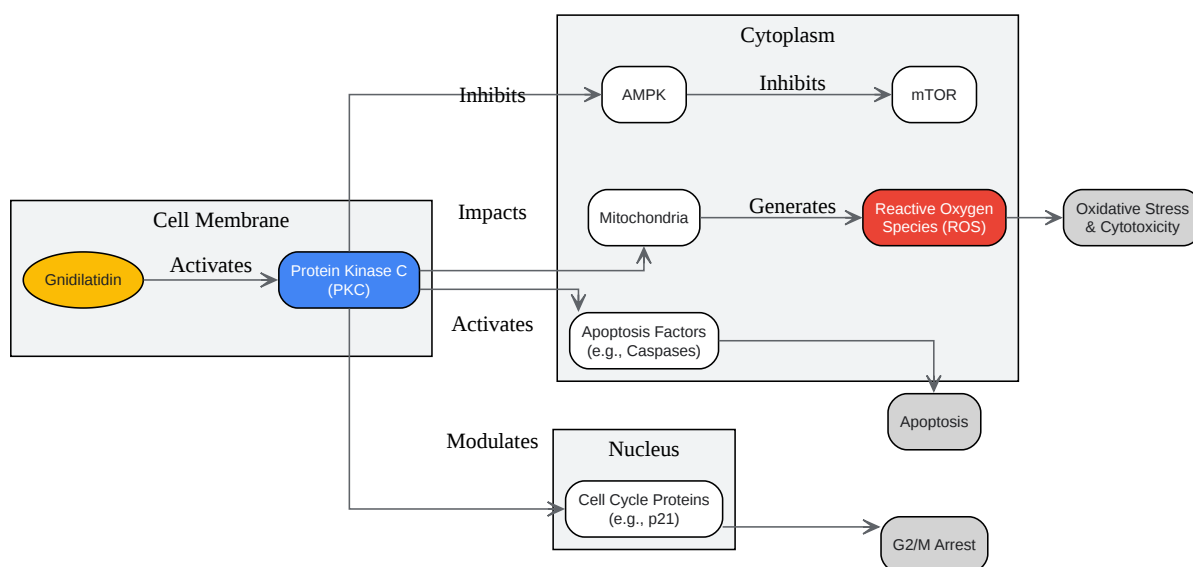 Cytoplasm
Inhibits
AMPK
Inhibits
mTOR
Cell Membrane
Impacts
Mitochondria
Generates
Reactive Oxygen
Species (ROS)
Oxidative Stress
& Cytotoxicity
Gnidilatidin
Activates
Protein Kinase C
(PKC)
Activates
Apoptosis Factors
(e.g., Caspases)
Apoptosis
Modulates
Nucleus
Cell Cycle Proteins
(e.g., p21)
G2/M Arrest